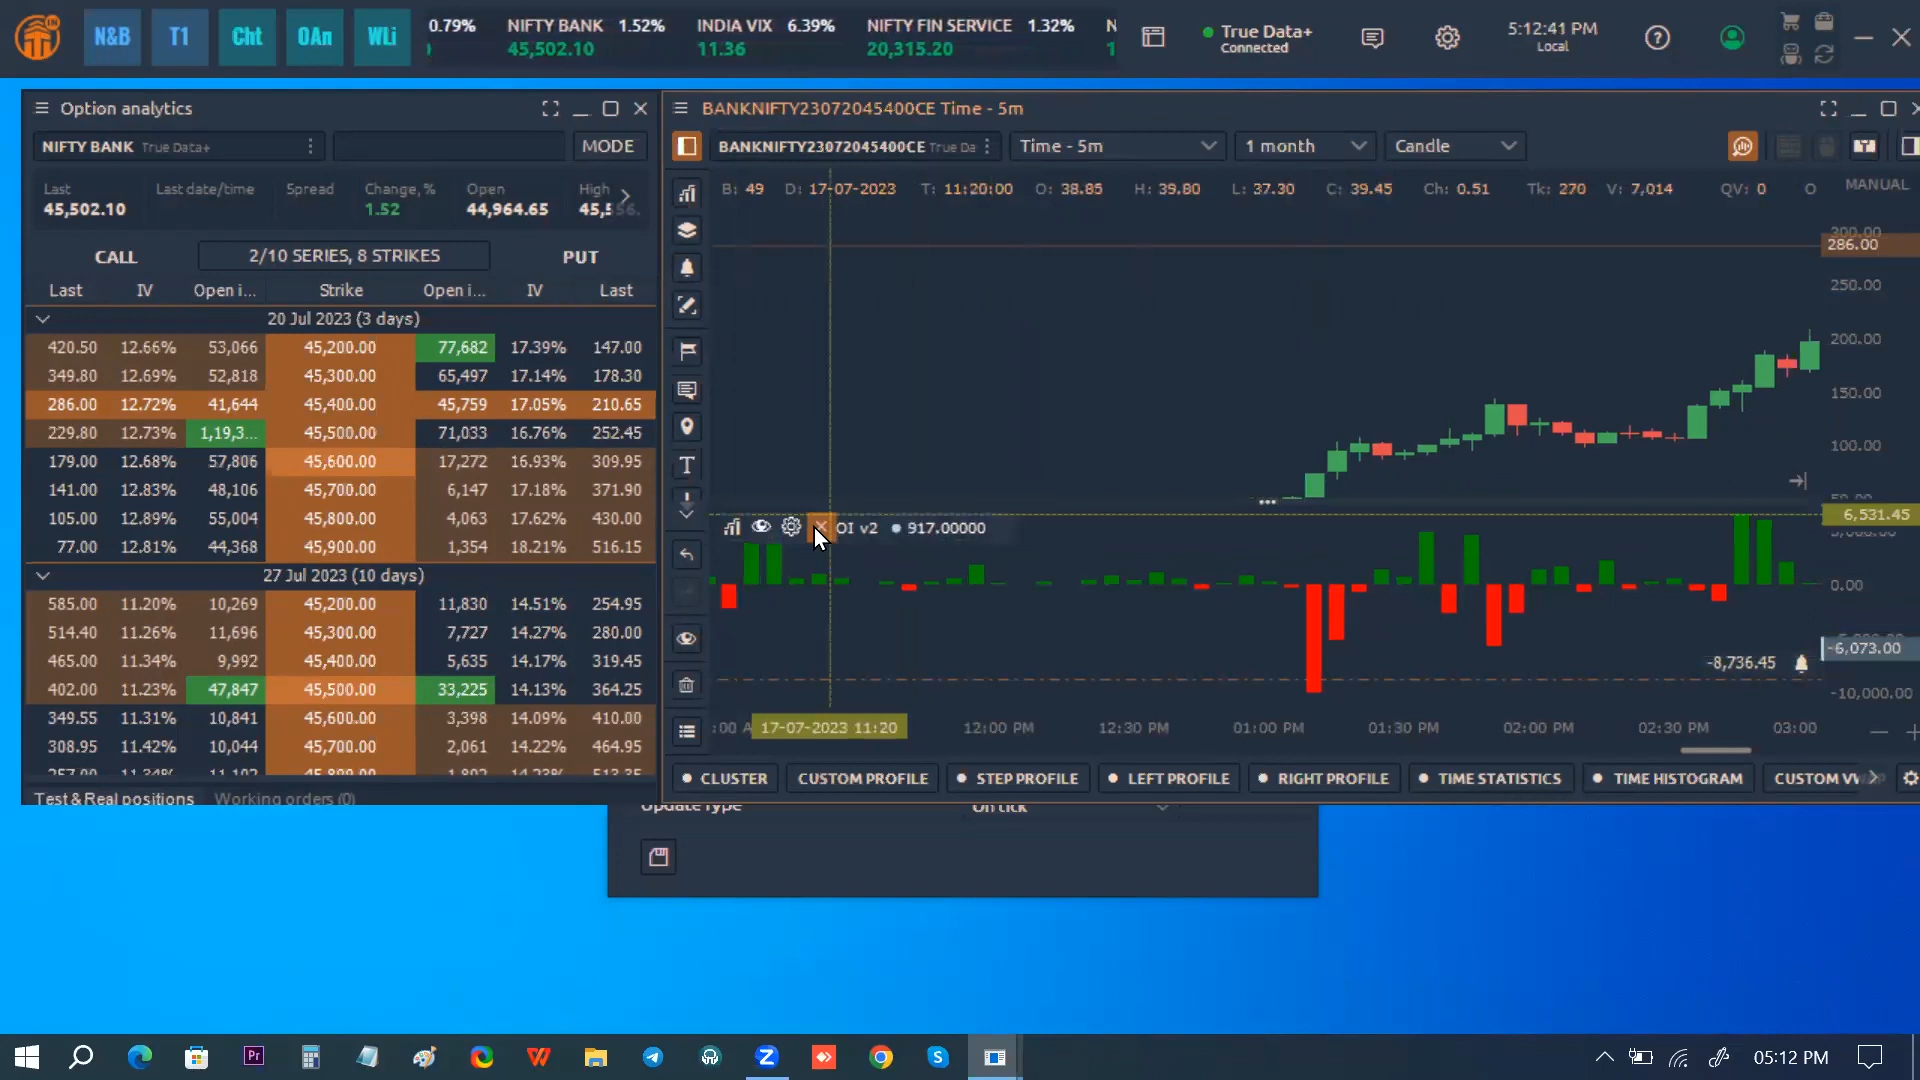 N&B T1 Cht OAn WLi 0.79% NIFTY BANK 1.52% INDIA VIX 6.39% NIFTY FIN SERVICE 1.32%
45,502.10 11.36 20,315.20
True Data+ Connected
5:12:41 PM Local
Option analytics
NIFTY BANK True Data+ MODE
Last Last date/time Spread Change, % Open High
45,502.10 1.52 44,964.65
CALL 2/10 SERIES, 8 STRIKES PUT
Last IV Open i... Strike Open i... IV Last
20 Jul 2023 (3 days)
420.50 12.66% 53,066 45,200.00 77,682 17.39% 147.00
349.80 12.69% 52,818 45,300.00 65,497 17.14% 178.30
286.00 12.72% 41,644 45,400.00 45,759 17.05% 210.65
229.80 12.73% 1,19,3... 45,500.00 71,033 16.76% 252.45
179.00 12.68% 57,806 45,600.00 17,272 16.93% 309.95
141.00 12.83% 48,106 45,700.00 6,147 17.18% 371.90
105.00 12.89% 55,004 45,800.00 4,063 17.62% 430.00
77.00 12.81% 44,368 45,900.00 1,354 18.21% 516.15
27 Jul 2023 (10 days)
585.00 11.20% 10,269 45,200.00 11,830 14.51% 254.95
514.40 11.26% 11,696 45,300.00 7,727 14.27% 280.00
465.00 11.34% 9,992 45,400.00 5,635 14.17% 319.45
402.00 11.23% 47,847 45,500.00 33,225 14.13% 364.25
349.55 11.31% 10,841 45,600.00 3,398 14.09% 410.00
308.95 11.42% 10,044 45,700.00 2,061 14.22% 464.95
Test & Real positions Working orders (0)
BANKNIFTY23072045400CE Time - 5m
BANKNIFTY23072045400CE True Da Time - 5m 1 month Candle
B: 49 D: 17-07-2023 T: 11:20:00 O: 38.85 H: 39.80 L: 37.30 C: 39.45 Ch: 0.51 Tk: 270 V: 7,014 QV: 0 O MANUAL
300.00
286.00
250.00
200.00
150.00
100.00
6,531.45
OI v2 917.00000
0.00
-6,073.00
-8,736.45
-10,000.00
:00 A 17-07-2023 11:20 12:00 PM 12:30 PM 01:00 PM 01:30 PM 02:00 PM 02:30 PM 03:00
CLUSTER CUSTOM PROFILE STEP PROFILE LEFT PROFILE RIGHT PROFILE TIME STATISTICS TIME HISTOGRAM CUSTOM VWAP
Update type On tick
05:12 PM